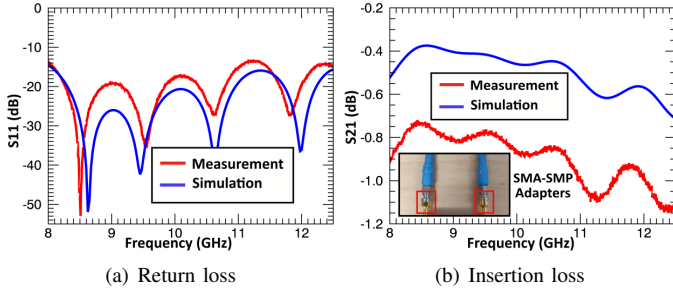 0
-10
-20
-30
-40
-50
S11 (dB)
Measurement
Simulation
8
9
10
11
12
Frequency (GHz)
(a) Return loss
-0.2
-0.4
-0.6
-0.8
-1.0
-1.2
S21 (dB)
Measurement
Simulation
SMA-SMP
Adapters
8
9
10
11
12
Frequency (GHz)
(b) Insertion loss